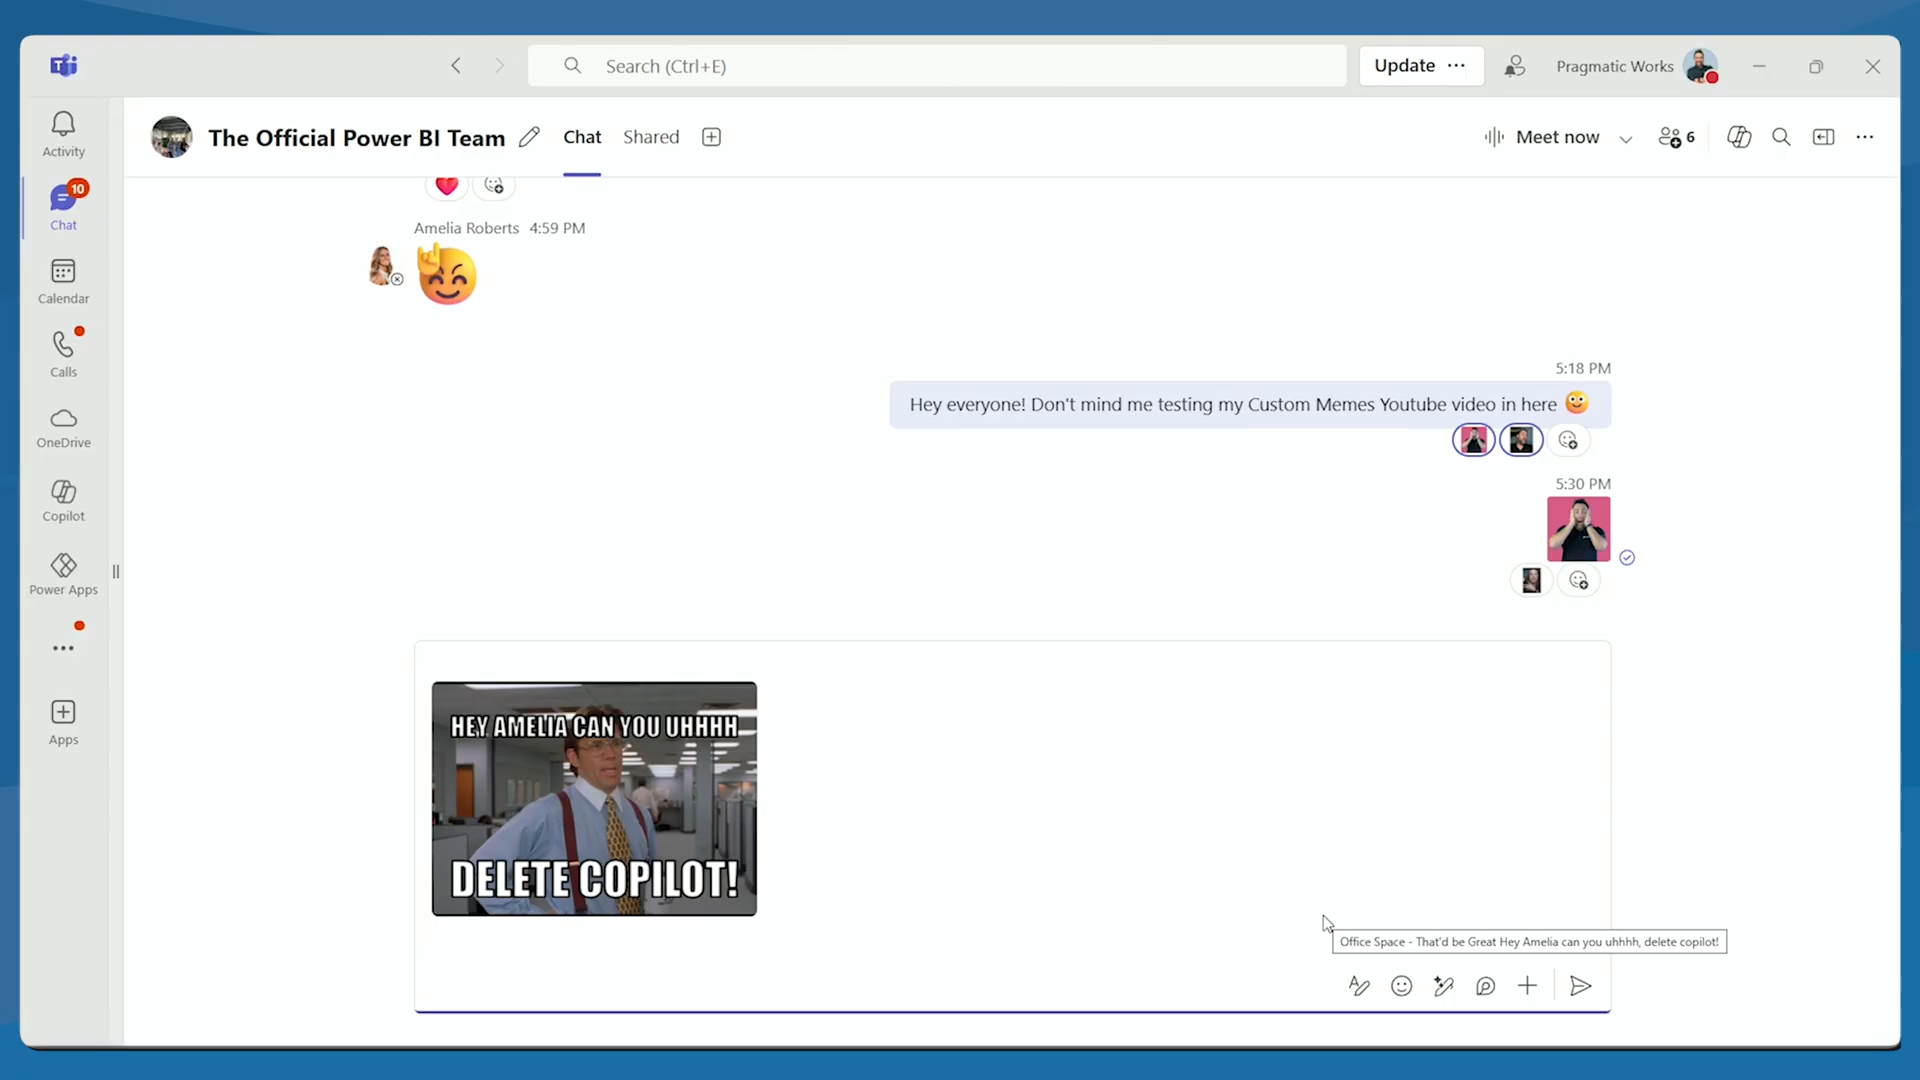 Search (Ctrl+E)
Update
Pragmatic Works
Activity
10
Chat
Calendar
Calls
OneDrive
Copilot
Power Apps
Apps
The Official Power BI Team
Chat
Shared
Meet now
6
Amelia Roberts 4:59 PM
5:18 PM
Hey everyone! Don't mind me testing my Custom Memes Youtube video in here
5:30 PM
HEY AMELIA CAN YOU UHHHH
DELETE COPILOT!
Office Space - That'd be Great Hey Amelia can you uhhhh, delete copilot!